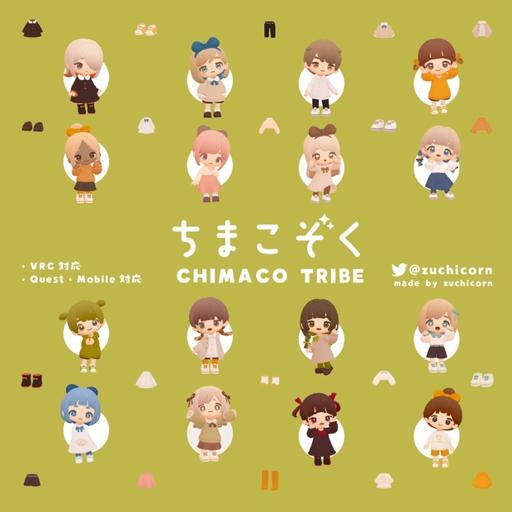 ちまこぞく
CHIMACO TRIBE
・VRC 対応
・Quest・Mobile 対応
@zuchicorn
made by zuchicorn